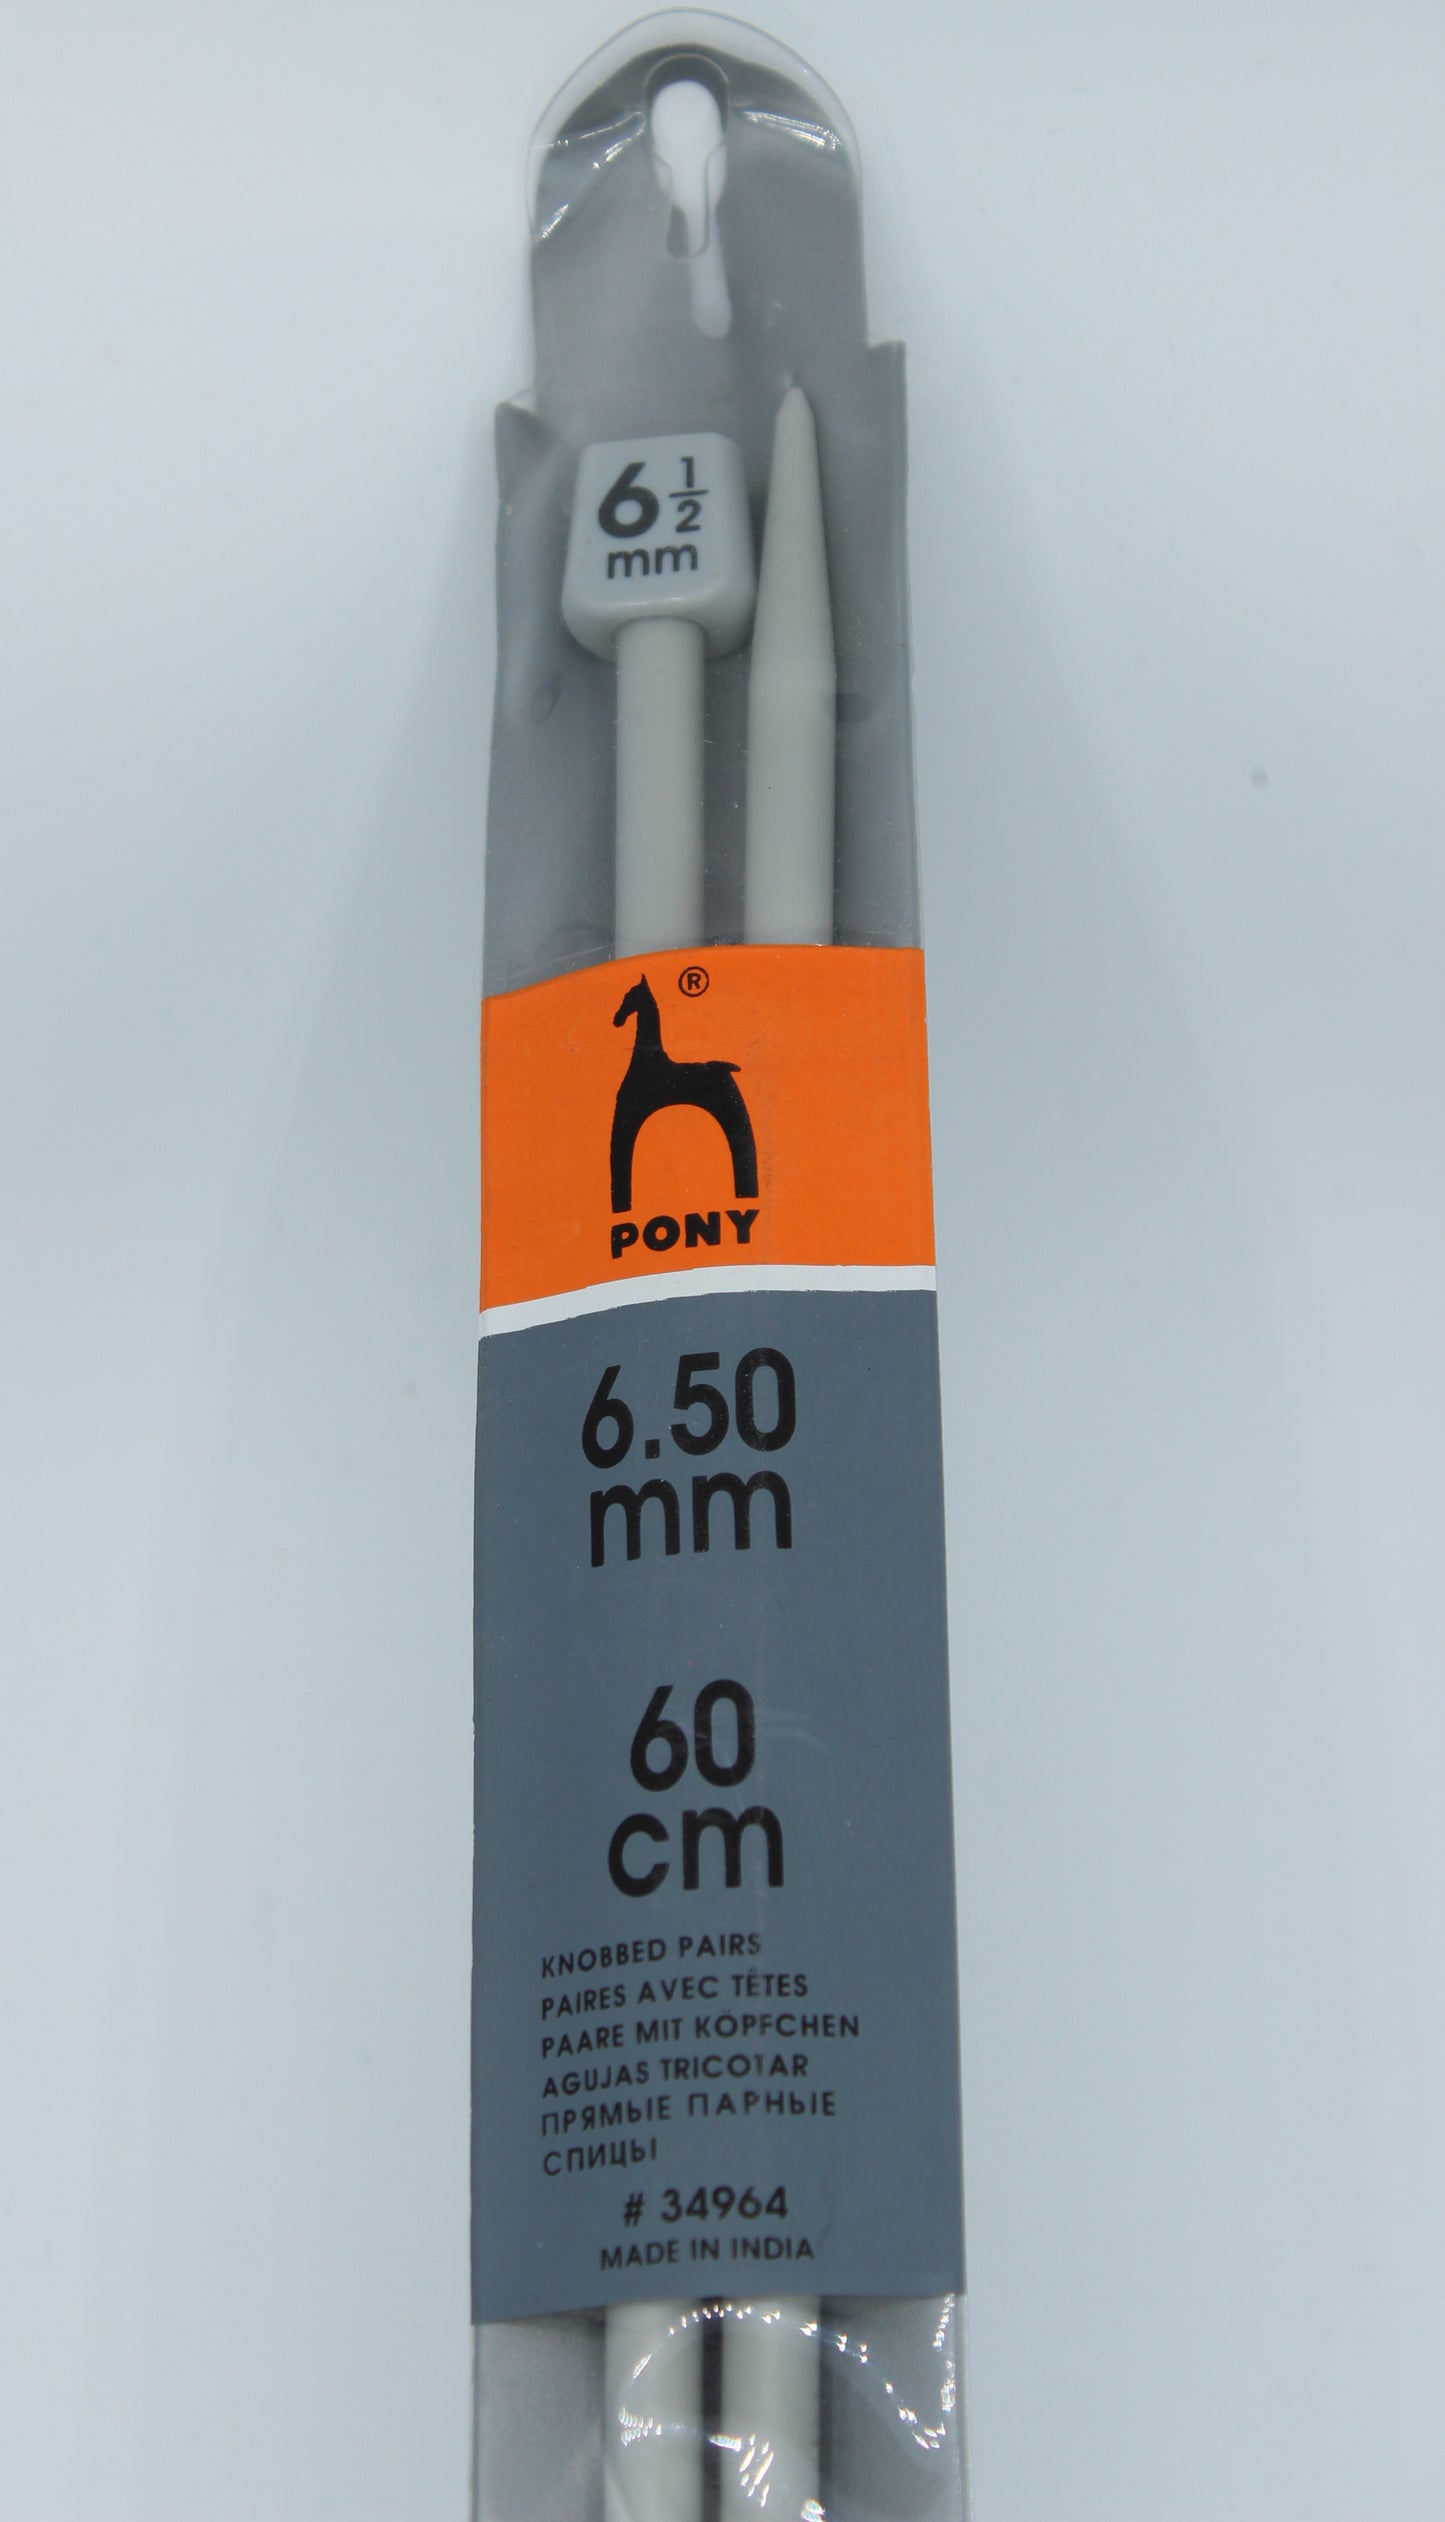 6 1/2
mm
®
PONY
6.50
mm
60
cm
KNOBBED PAIRS
PAIRES AVEC TÊTES
PAARE MIT KÖPFCHEN
AGUJAS TRICOTAR
ПРЯМЫЕ ПАРНЫЕ
СПИЦЫ
# 34964
MADE IN INDIA